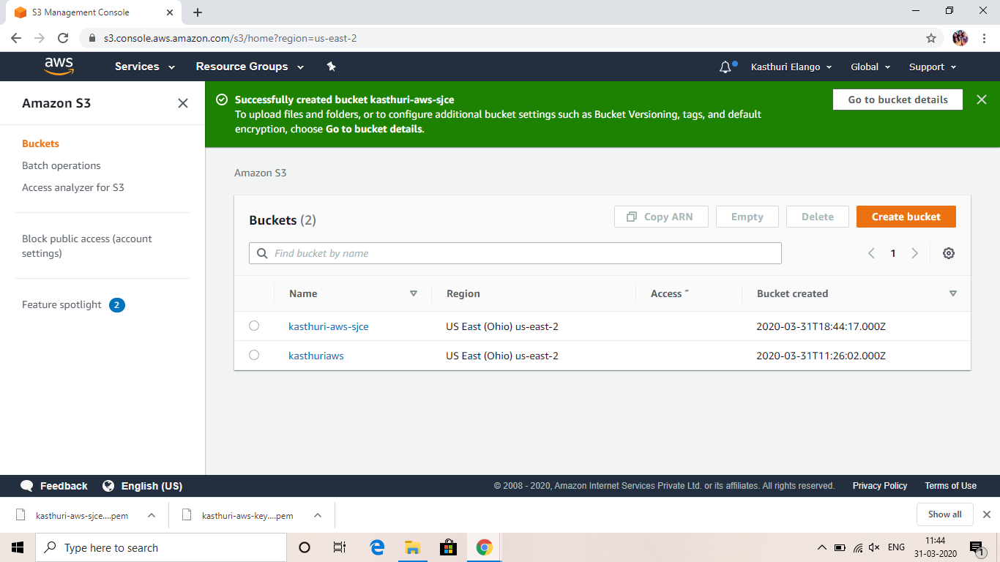 S3 Management Console
s3.console.aws.amazon.com/s3/home?region=us-east-2
aws
Services
Resource Groups
Kasthuri Elango
Global
Support
Amazon S3
Buckets
Batch operations
Access analyzer for S3
Block public access (account
settings)
Feature spotlight 2
Successfully created bucket kasthuri-aws-sjce
To upload files and folders, or to configure additional bucket settings such as Bucket Versioning, tags, and default
encryption, choose Go to bucket details.
Go to bucket details
Amazon S3
Buckets (2)
Copy ARN
Empty
Delete
Create bucket
Find bucket by name
1
Name Region Access Bucket created
kasthuri-aws-sjce US East (Ohio) us-east-2 2020-03-31T18:44:17.000Z
kasthuriaws US East (Ohio) us-east-2 2020-03-31T11:26:02.000Z
Feedback
English (US)
© 2008 - 2020, Amazon Internet Services Private Ltd. or its affiliates. All rights reserved.
Privacy Policy
Terms of Use
kasthuri-aws-sjce....pem
kasthuri-aws-key....pem
Show all
Type here to search
ENG
11:44
31-03-2020
1